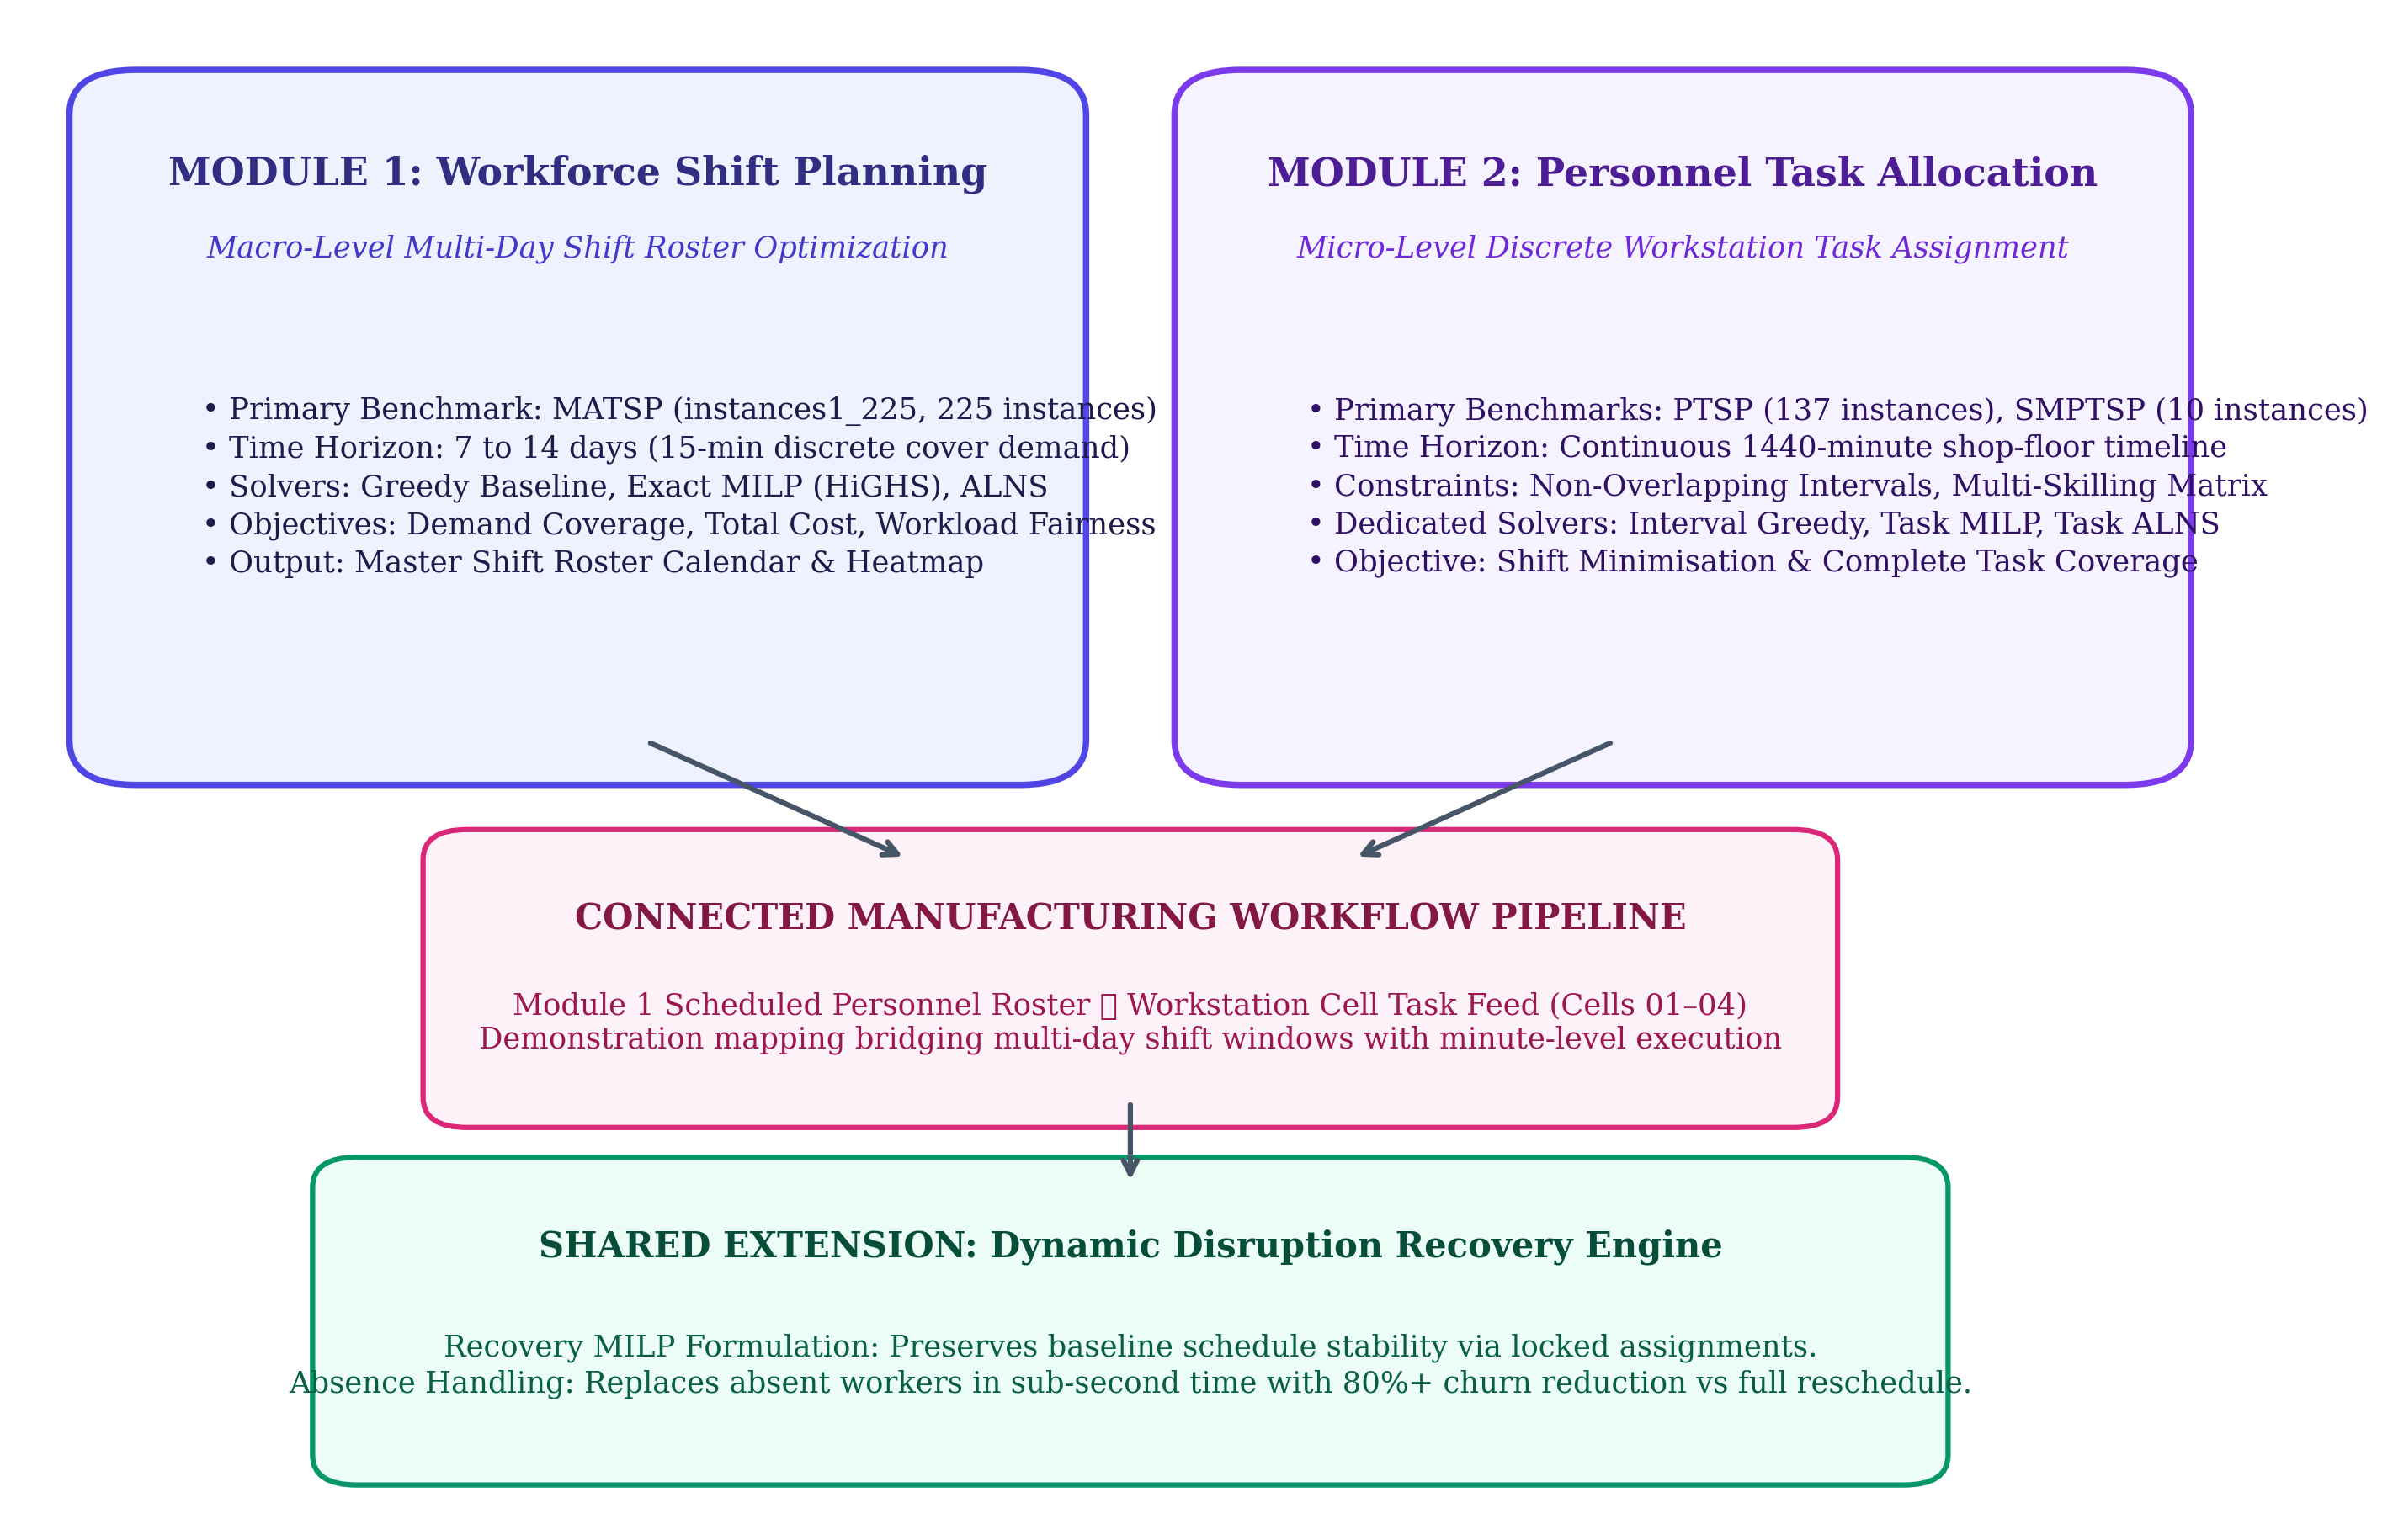 MODULE 1: Workforce Shift Planning
Macro-Level Multi-Day Shift Roster Optimization
• Primary Benchmark: MATSP (instances1_225, 225 instances)
• Time Horizon: 7 to 14 days (15-min discrete cover demand)
• Solvers: Greedy Baseline, Exact MILP (HiGHS), ALNS
• Objectives: Demand Coverage, Total Cost, Workload Fairness
• Output: Master Shift Roster Calendar & Heatmap
MODULE 2: Personnel Task Allocation
Micro-Level Discrete Workstation Task Assignment
• Primary Benchmarks: PTSP (137 instances), SMPTSP (10 instances)
• Time Horizon: Continuous 1440-minute shop-floor timeline
• Constraints: Non-Overlapping Intervals, Multi-Skilling Matrix
• Dedicated Solvers: Interval Greedy, Task MILP, Task ALNS
• Objective: Shift Minimisation & Complete Task Coverage
CONNECTED MANUFACTURING WORKFLOW PIPELINE
Module 1 Scheduled Personnel Roster ▯ Workstation Cell Task Feed (Cells 01–04)
Demonstration mapping bridging multi-day shift windows with minute-level execution
SHARED EXTENSION: Dynamic Disruption Recovery Engine
Recovery MILP Formulation: Preserves baseline schedule stability via locked assignments.
Absence Handling: Replaces absent workers in sub-second time with 80%+ churn reduction vs full reschedule.